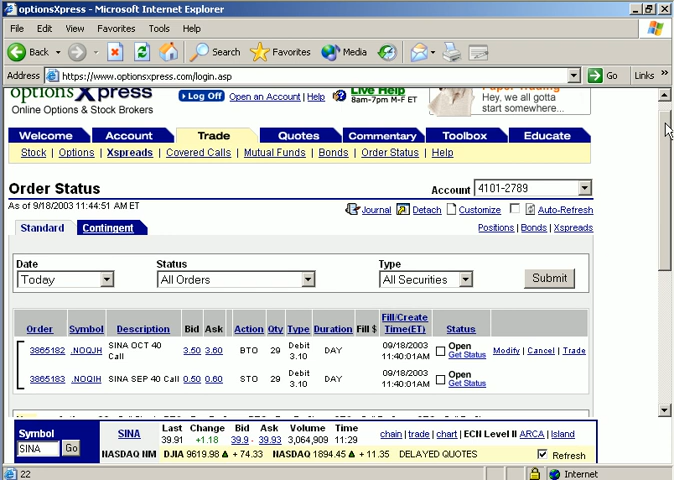 optionsXpress - Microsoft Internet Explorer
File Edit View Favorites Tools Help
Back Search Favorites Media
Address https://www.optionsxpress.com/login.asp Go Links »
optionsXpress Log Off Open an Account | Help Live Help
8am-7pm M-F ET
Hey, we all gotta
start somewhere...
Online Options & Stock Brokers
Welcome Account Trade Quotes Commentary Toolbox Educate
Stock | Options | Xspreads | Covered Calls | Mutual Funds | Bonds | Order Status | Help
Order Status Account 4101-2789
As of 9/18/2003 11:44:51 AM ET Journal Detach Customize Auto-Refresh
Standard Contingent Positions | Bonds | Xspreads
Date Status Type
Today All Orders All Securities Submit
Order Symbol Description Bid Ask Action Qty Type Duration Fill $ Fill/Create Time(ET) Status
3865182 .NOQJH SINA OCT 40 Call 3.50 3.60 BTO 29 Debit 3.10 DAY 09/18/2003 11:40:01AM Open Get Status Modify | Cancel | Trade
3865183 .NOQIH SINA SEP 40 Call 0.50 0.60 STO 29 Debit 3.10 DAY 09/18/2003 11:40:01AM Open Get Status
Symbol SINA Last Change Bid Ask Volume Time
SINA Go 39.91 +1.18 39.9 - 39.93 3,064,909 11:29 chain | trade | chart | ECN Level II ARCA | Island
NASDAQ NM DJIA 9619.98 + 74.33 NASDAQ 1894.45 + 11.35 DELAYED QUOTES Refresh
22 Internet